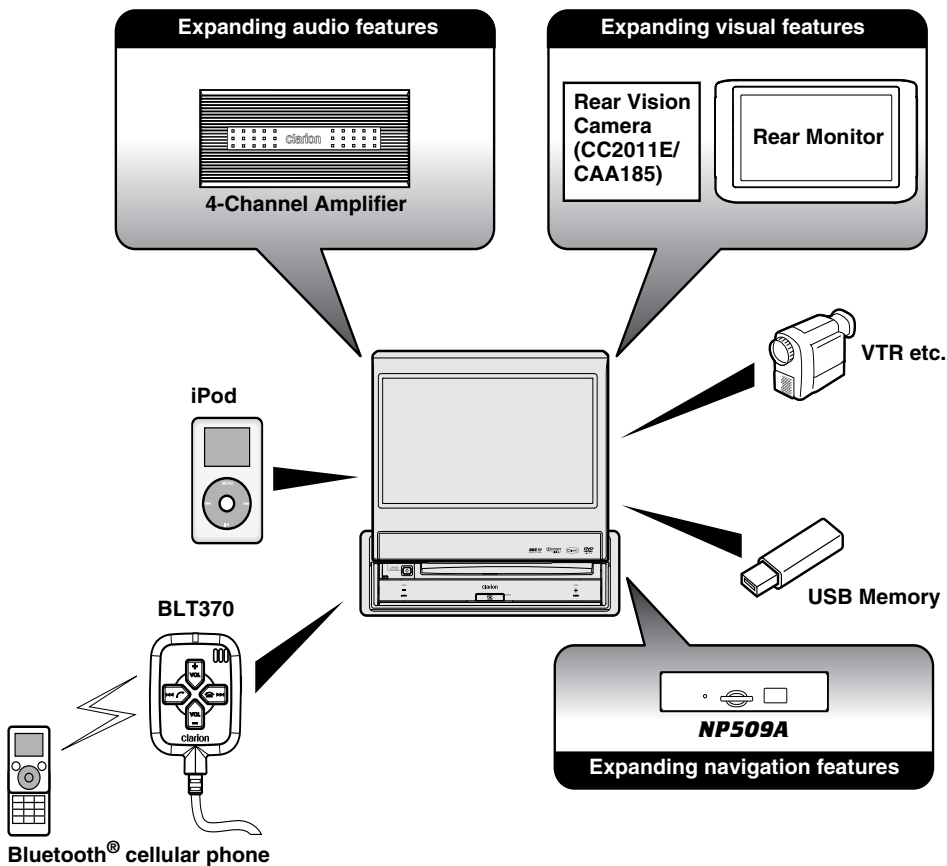 Expanding audio features
clarion
4-Channel Amplifier
Expanding visual features
Rear Vision
Camera
(CC2011E/
CAA185)
Rear Monitor
VTR etc.
iPod
MENU
clarion
USB Memory
BLT370
+
VOL
VOL
−
clarion
NP509A
Expanding navigation features
Bluetooth® cellular phone